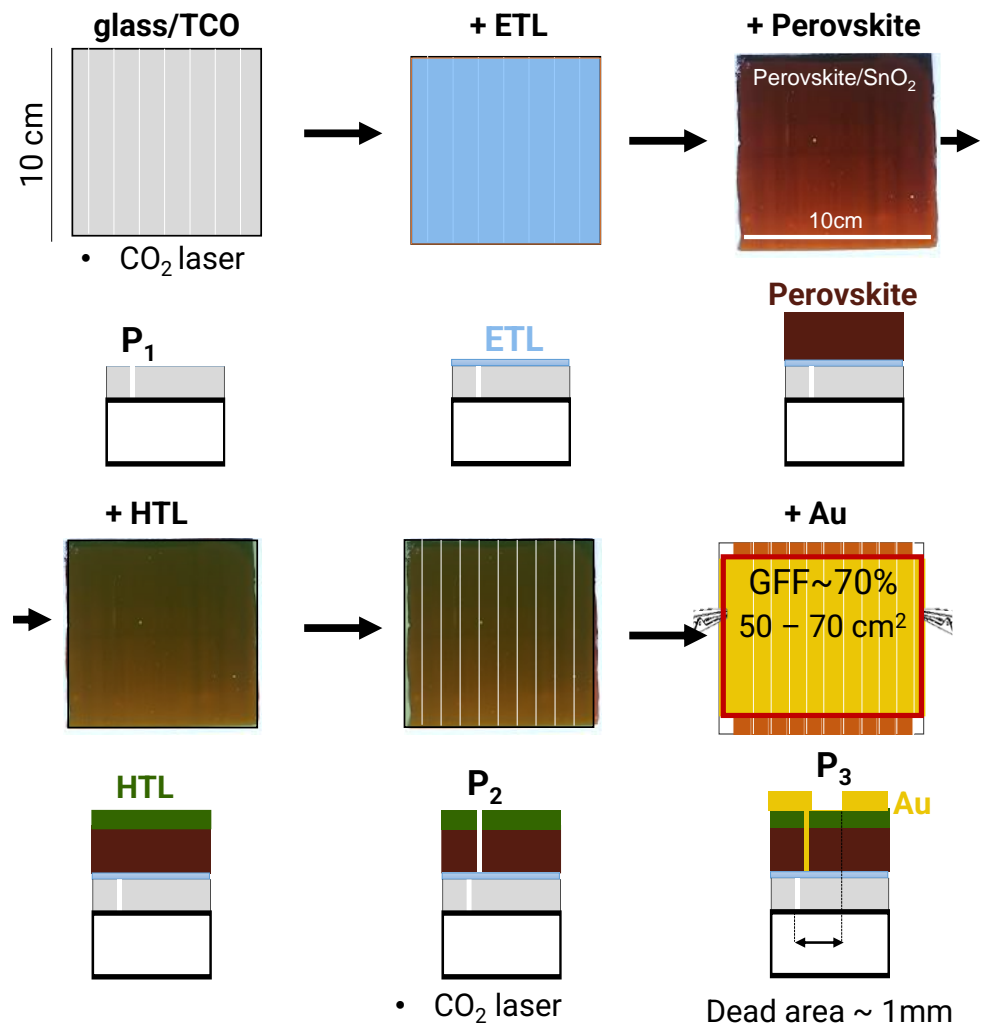 glass/TCO
+ ETL
+ Perovskite
10 cm
Perovskite/SnO₂
10cm
• CO₂ laser
P₁
ETL
Perovskite
+ HTL
+ Au
GFF~70%
50 – 70 cm²
HTL
P₂
P₃
Au
• CO₂ laser
Dead area ~ 1mm